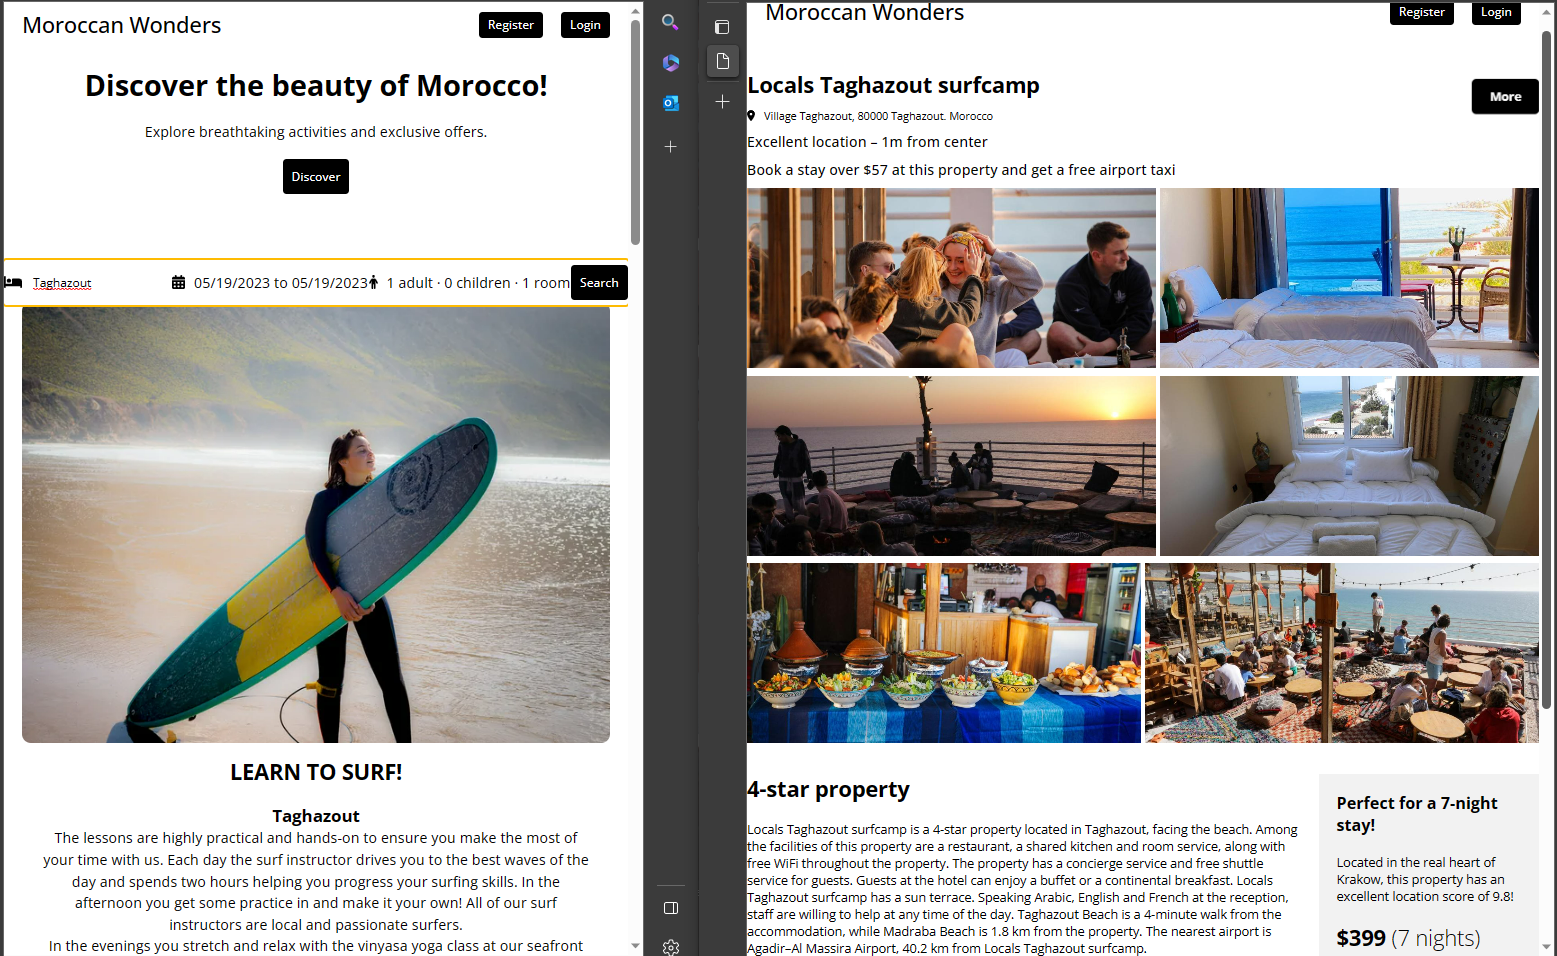 Moroccan Wonders
Register
Login
Discover the beauty of Morocco!
Explore breathtaking activities and exclusive offers.
Discover
Taghazout
05/19/2023 to 05/19/2023
1 adult · 0 children · 1 room
Search
LEARN TO SURF!
Taghazout
The lessons are highly practical and hands-on to ensure you make the most of
your time with us. Each day the surf instructor drives you to the best waves of the
day and spends two hours helping you progress your surfing skills. In the
afternoon you get some practice in and make it your own! All of our surf
instructors are local and passionate surfers.
In the evenings you stretch and relax with the vinyasa yoga class at our seafront
Moroccan Wonders
Register
Login
Locals Taghazout surfcamp
More
Village Taghazout, 80000 Taghazout. Morocco
Excellent location – 1m from center
Book a stay over $57 at this property and get a free airport taxi
4-star property
Locals Taghazout surfcamp is a 4-star property located in Taghazout, facing the beach. Among
the facilities of this property are a restaurant, a shared kitchen and room service, along with
free WiFi throughout the property. The property has a concierge service and free shuttle
service for guests. Guests at the hotel can enjoy a buffet or a continental breakfast. Locals
Taghazout surfcamp has a sun terrace. Speaking Arabic, English and French at the reception,
staff are willing to help at any time of the day. Taghazout Beach is a 4-minute walk from the
accommodation, while Madraba Beach is 1.8 km from the property. The nearest airport is
Agadir–Al Massira Airport, 40.2 km from Locals Taghazout surfcamp.
Perfect for a 7-night
stay!
Located in the real heart of
Krakow, this property has an
excellent location score of 9.8!
$399 (7 nights)